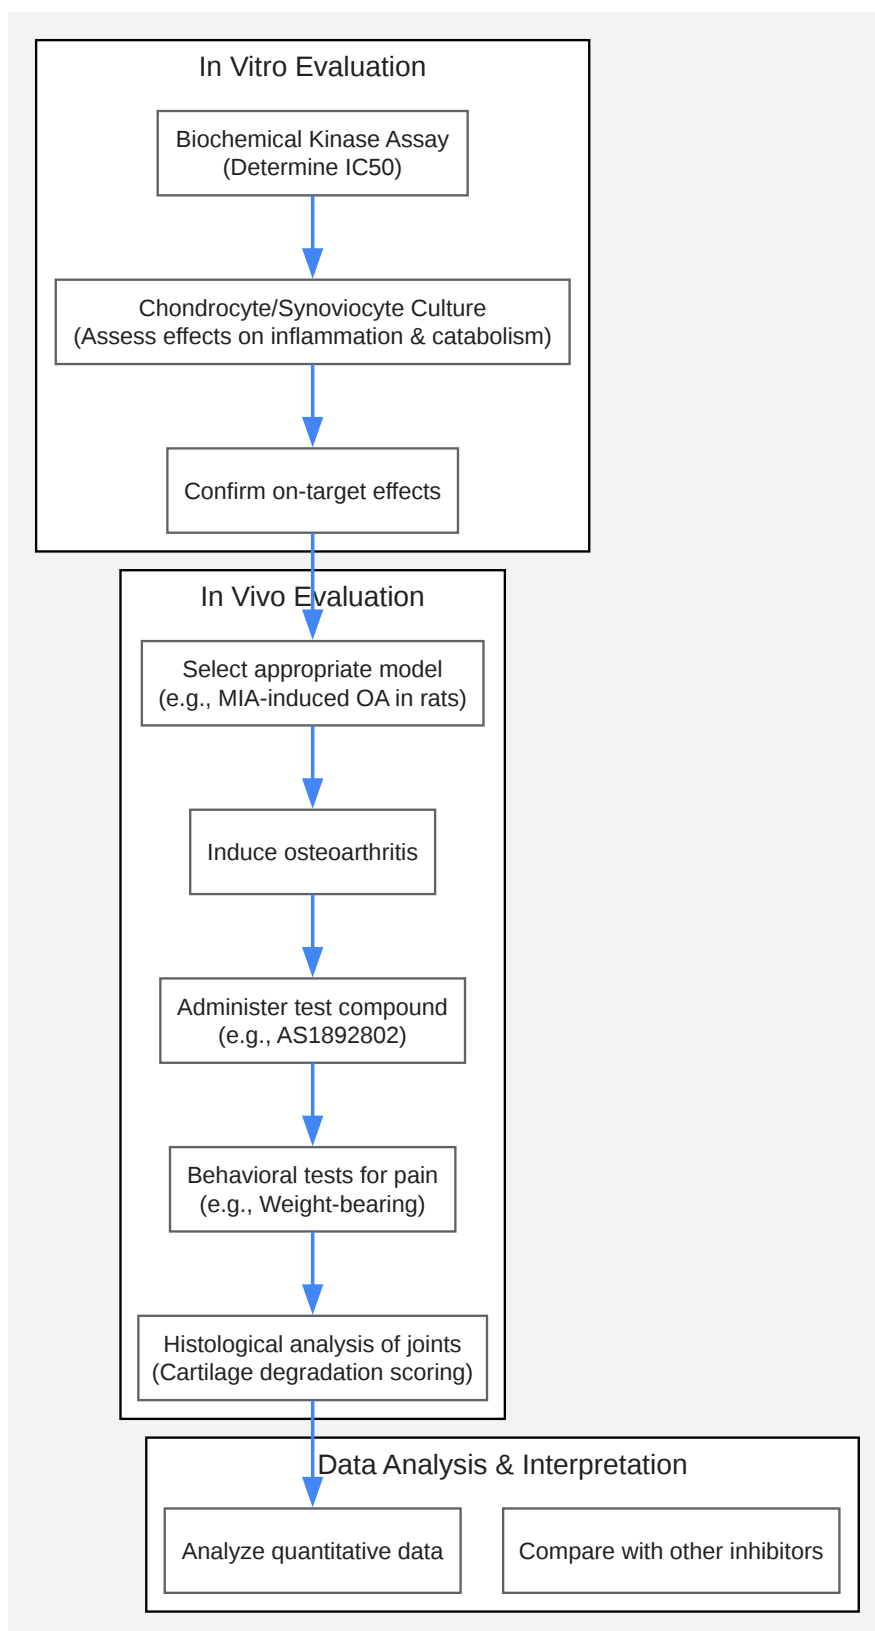 In Vitro Evaluation
Biochemical Kinase Assay
(Determine IC50)
Chondrocyte/Synoviocyte Culture
(Assess effects on inflammation & catabolism)
Confirm on-target effects
In Vivo Evaluation
Select appropriate model
(e.g., MIA-induced OA in rats)
Induce osteoarthritis
Administer test compound
(e.g., AS1892802)
Behavioral tests for pain
(e.g., Weight-bearing)
Histological analysis of joints
(Cartilage degradation scoring)
Data Analysis & Interpretation
Analyze quantitative data
Compare with other inhibitors